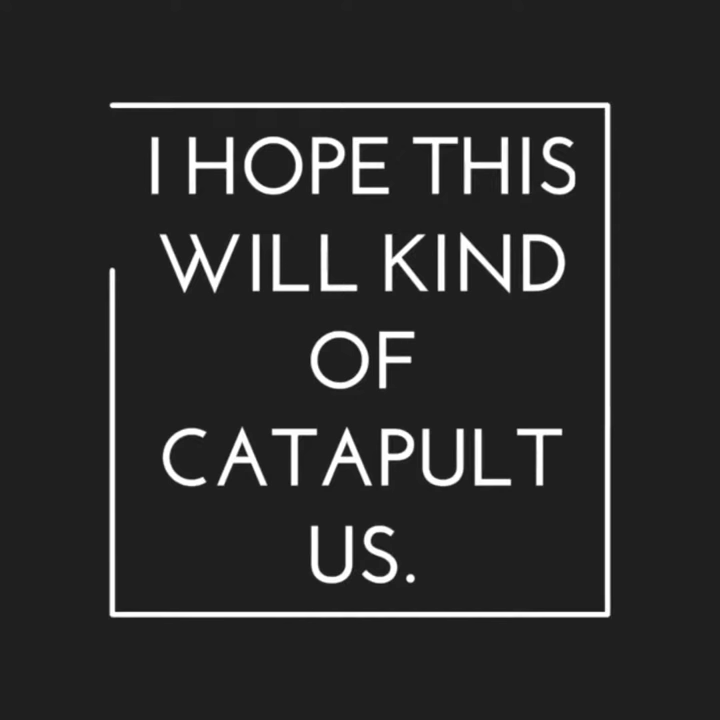 I HOPE THIS
WILL KIND
OF
CATAPULT
US.